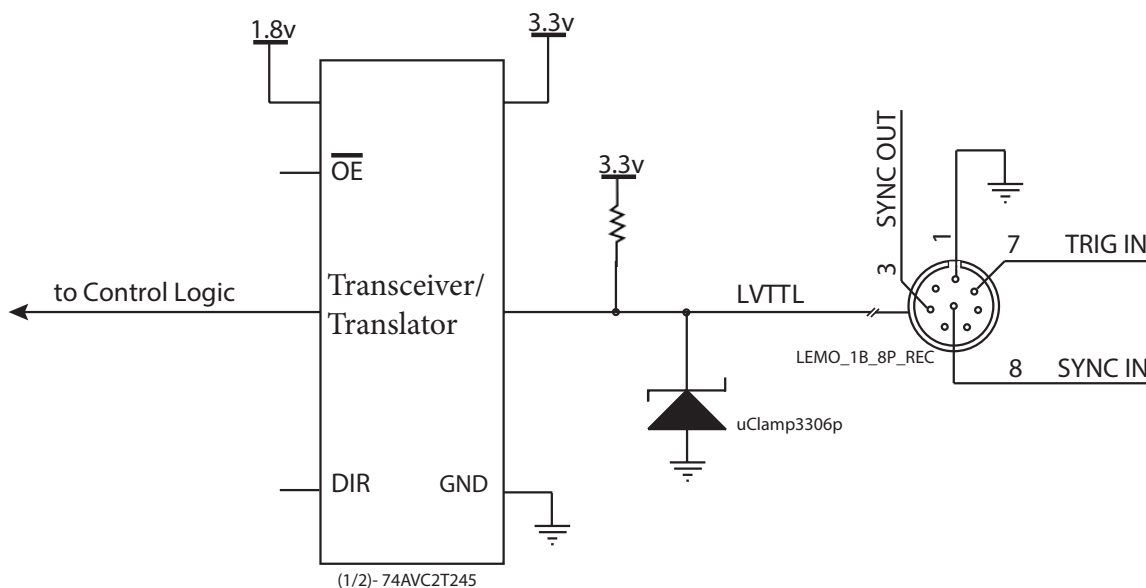 1.8v
3.3v
OE
3.3v
SYNC OUT
1
7
TRIG IN
3
to Control Logic
Transceiver/
Translator
LVTTL
LEMO_1B_8P_REC
8
SYNC IN
uClamp3306p
DIR
GND
(1/2)- 74AVC2T245